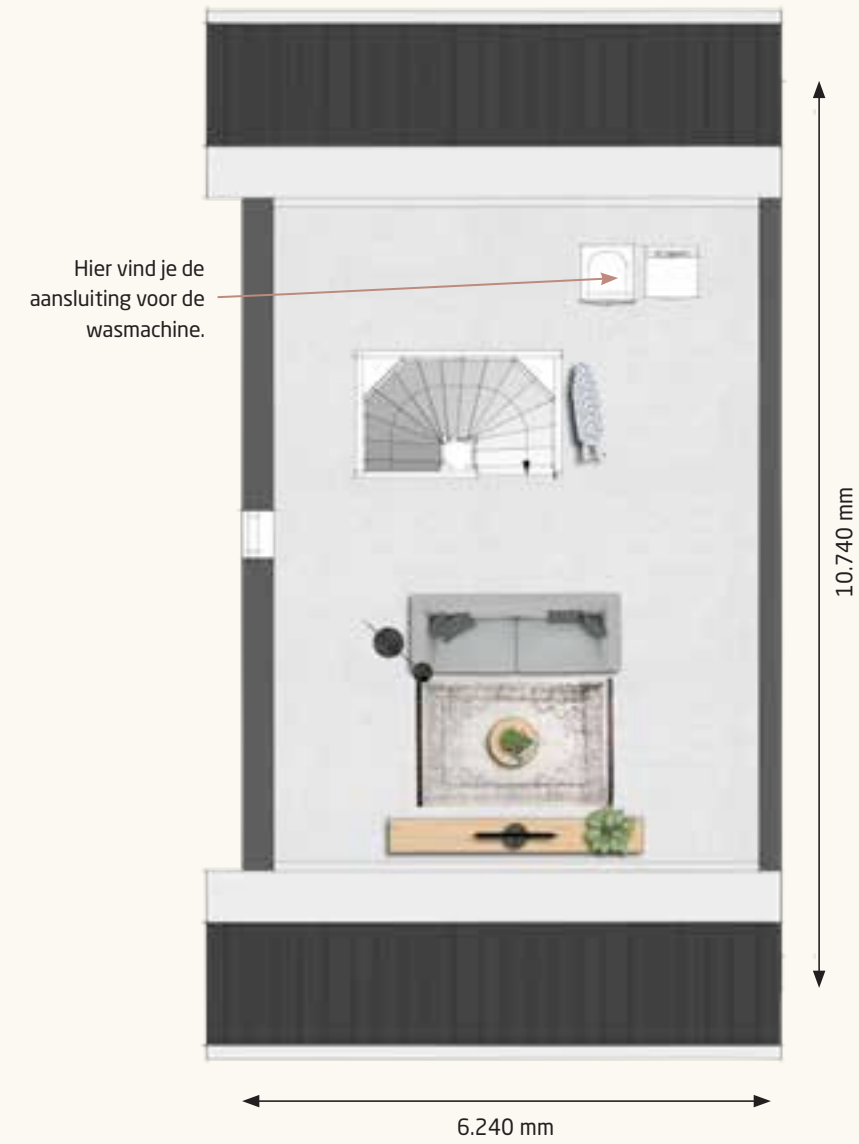 Hier vind je de
aansluiting voor de
wasmachine.
10.740 mm
6.240 mm